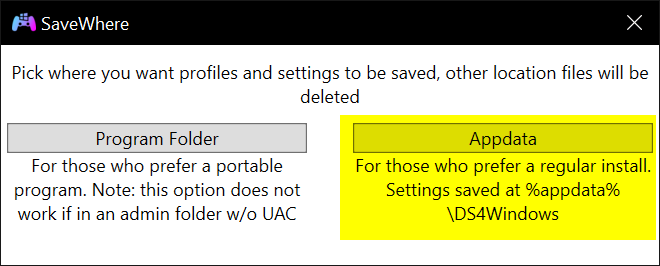 SaveWhere
Pick where you want profiles and settings to be saved, other location files will be
deleted
Program Folder
For those who prefer a portable
program. Note: this option does not
work if in an admin folder w/o UAC
Appdata
For those who prefer a regular install.
Settings saved at %appdata%
\DS4Windows